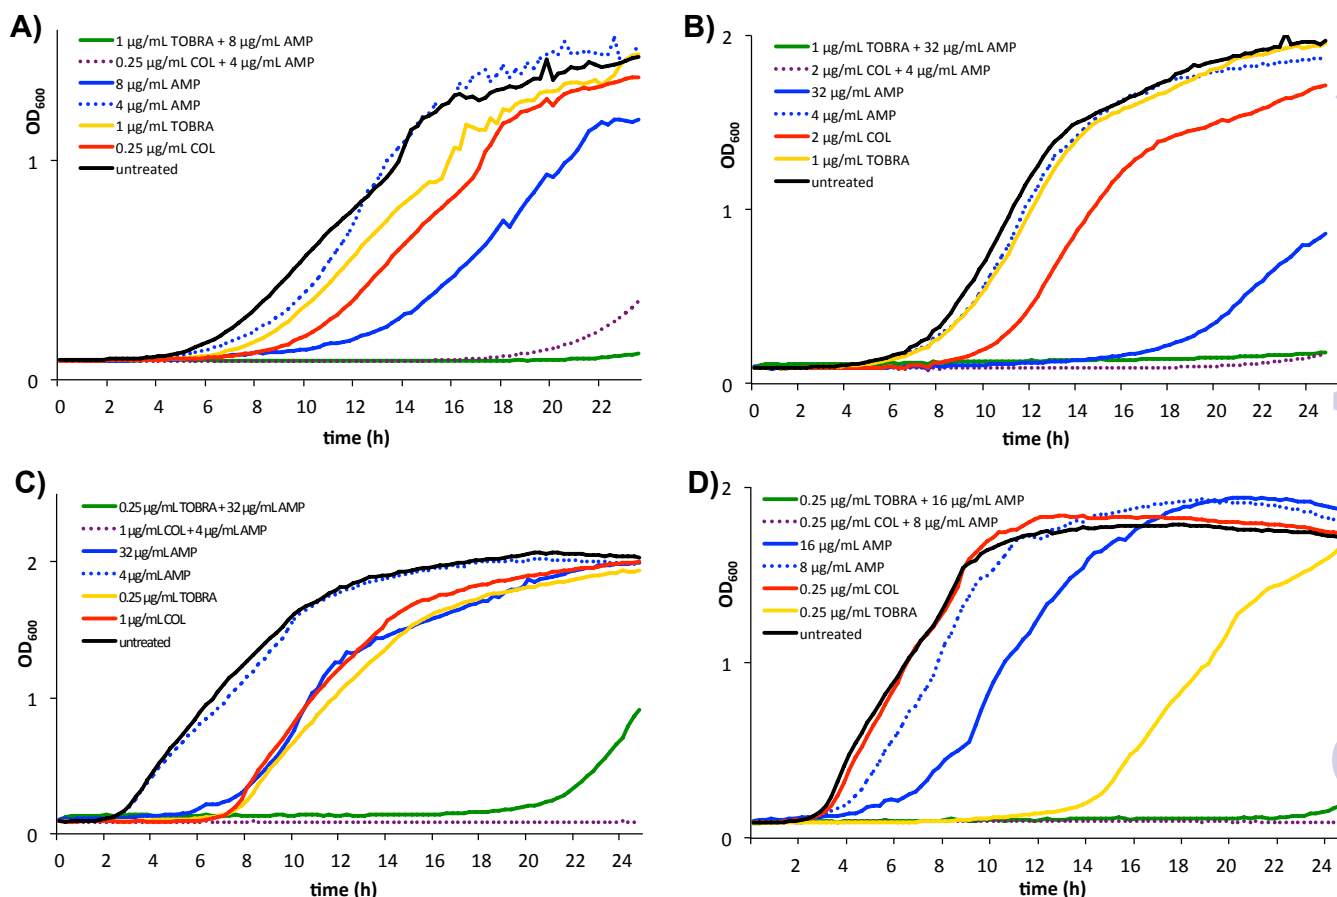 A)
1 µg/mL TOBRA + 8 µg/mL AMP
0.25 µg/mL COL + 4 µg/mL AMP
8 µg/mL AMP
4 µg/mL AMP
1 µg/mL TOBRA
0.25 µg/mL COL
untreated
OD600
1
0
0 2 4 6 8 10 12 14 16 18 20 22
time (h)
B)
1 µg/mL TOBRA + 32 µg/mL AMP
2 µg/mL COL + 4 µg/mL AMP
32 µg/mL AMP
4 µg/mL AMP
2 µg/mL COL
1 µg/mL TOBRA
untreated
OD600
2
1
0
0 2 4 6 8 10 12 14 16 18 20 22 24
time (h)
C)
0.25 µg/mL TOBRA + 32 µg/mL AMP
1 µg/mL COL + 4 µg/mL AMP
32 µg/mL AMP
4 µg/mL AMP
0.25 µg/mL TOBRA
1 µg/mL COL
untreated
OD600
2
1
0
0 2 4 6 8 10 12 14 16 18 20 22 24
time (h)
D)
0.25 µg/mL TOBRA + 16 µg/mL AMP
0.25 µg/mL COL + 8 µg/mL AMP
16 µg/mL AMP
8 µg/mL AMP
0.25 µg/mL COL
0.25 µg/mL TOBRA
untreated
OD600
2
1
0
2 4 6 8 10 12 14 16 18 20 22 24
time (h)